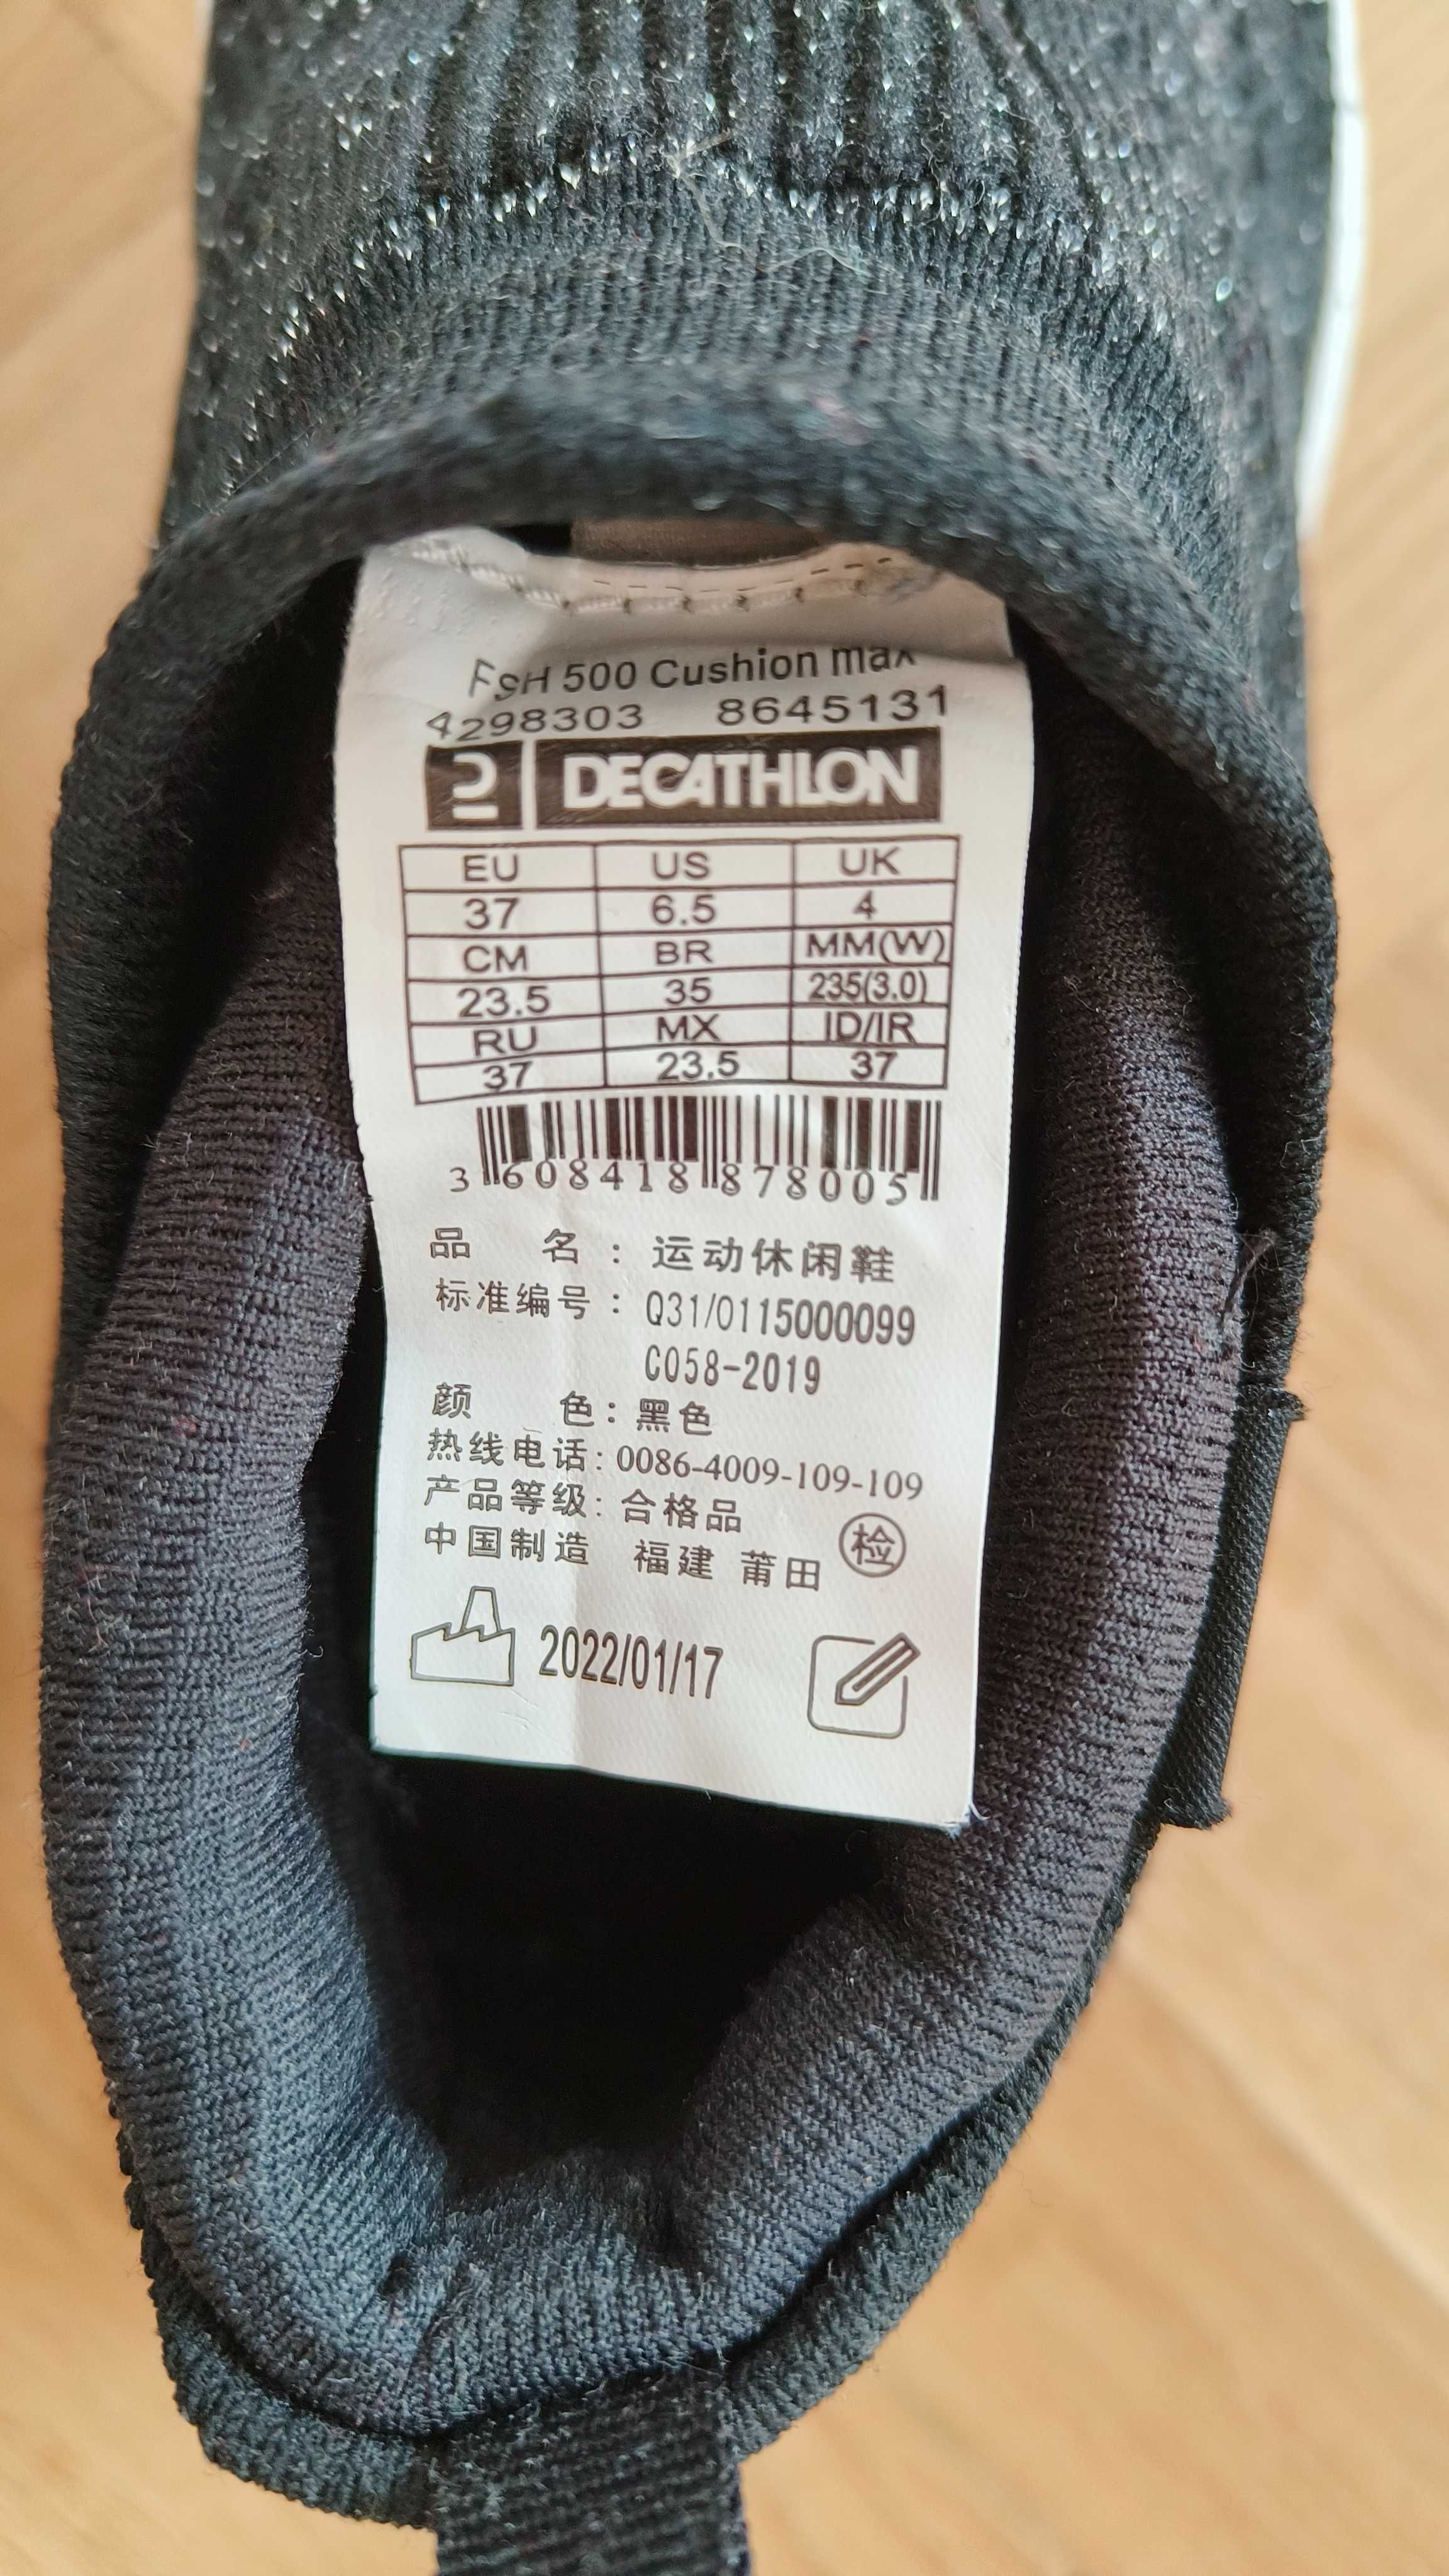 FSH 500 Cushion max
4298303 8645131
DECATHLON
EU US UK
37 6.5 4
CM BR MM(W)
23.5 35 235(3.0)
RU MX ID/IR
37 23.5 37
3 608418 878005
品 名：运动休闲鞋
标准编号：Q31/0115000099
C058-2019
颜 色：黑色
热线电话：0086-4009-109-109
产品等级：合格品
中国制造 福建 莆田 检
2022/01/17